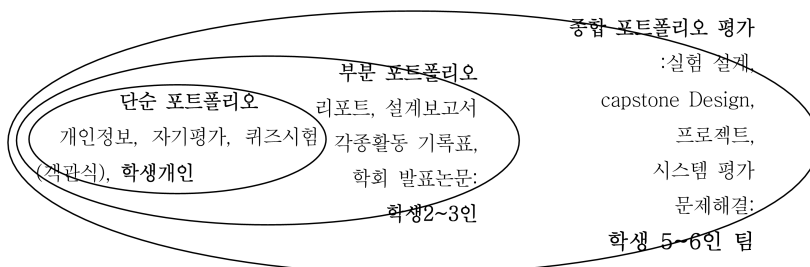 단순 포트폴리오
개인정보, 자기평가, 퀴즈시험
(객관식), 학생개인
부분 포트폴리오
리포트, 설계보고서
각종활동 기록표,
학회 발표논문:
학생2~3인
종합 포트폴리오 평가
:실험 설계,
capstone Design,
프로젝트,
시스템 평가
문제해결:
학생 5~6인 팀